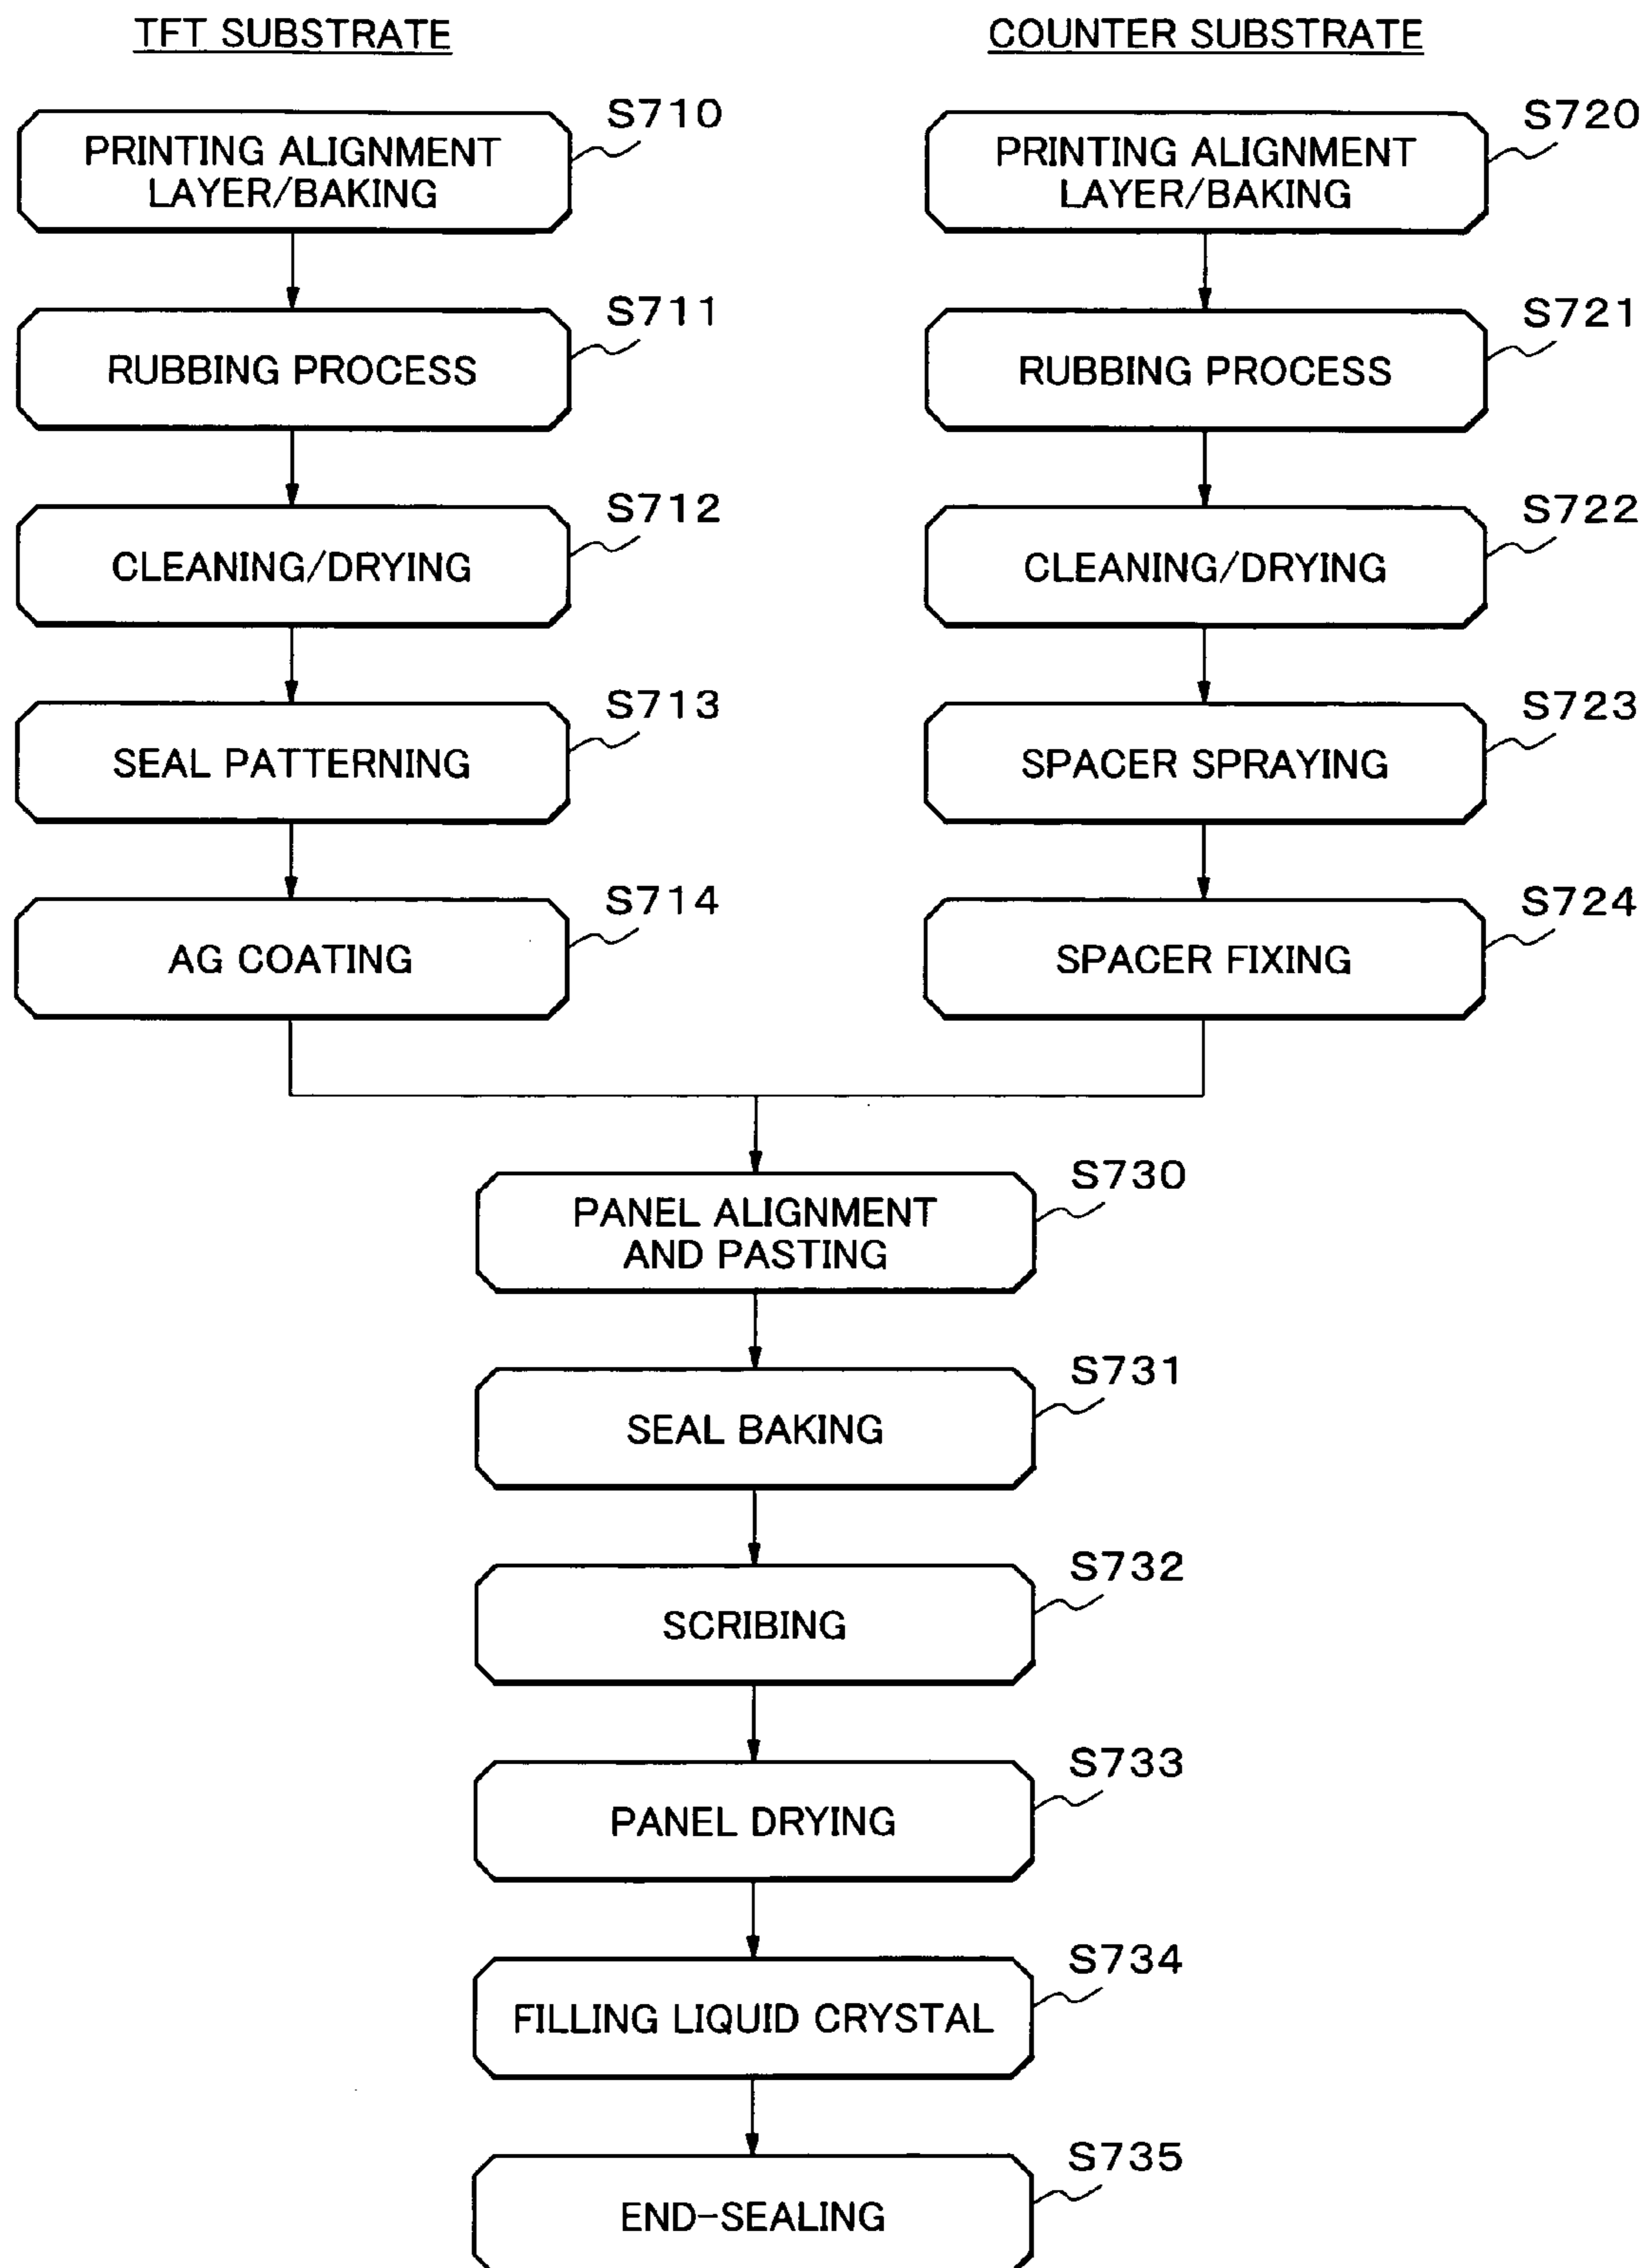 TFT SUBSTRATE
S710
PRINTING ALIGNMENT
LAYER/BAKING
S711
RUBBING PROCESS
S712
CLEANING/DRYING
S713
SEAL PATTERNING
S714
AG COATING
COUNTER SUBSTRATE
S720
PRINTING ALIGNMENT
LAYER/BAKING
S721
RUBBING PROCESS
S722
CLEANING/DRYING
S723
SPACER SPRAYING
S724
SPACER FIXING
S730
PANEL ALIGNMENT
AND PASTING
S731
SEAL BAKING
S732
SCRIBING
S733
PANEL DRYING
S734
FILLING LIQUID CRYSTAL
S735
END-SEALING